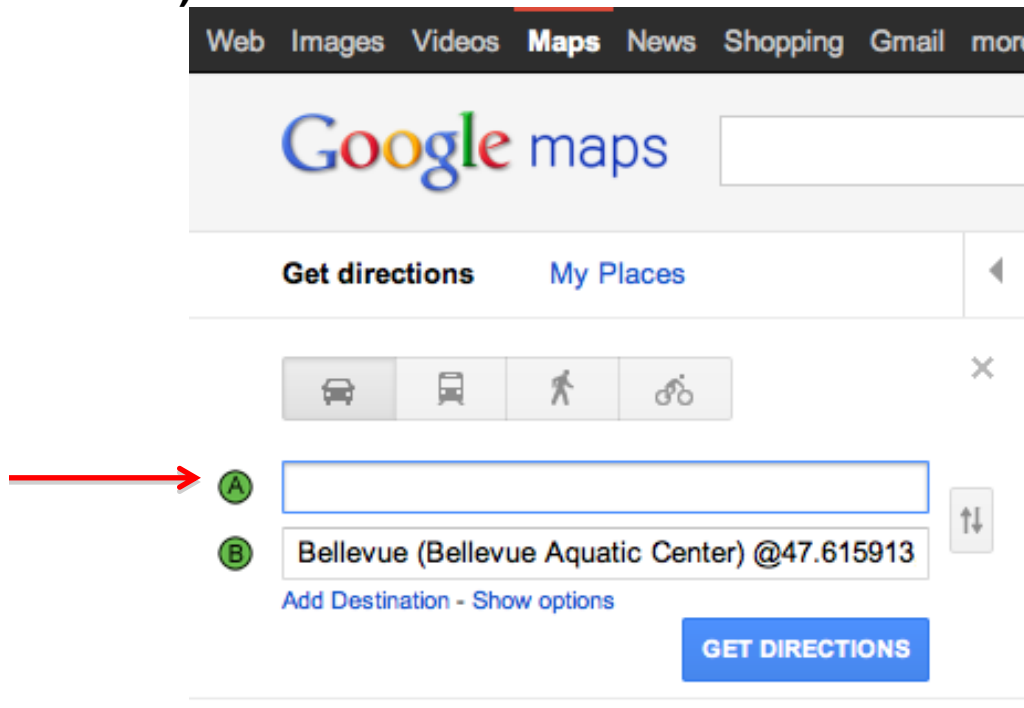 Web Images Videos Maps News Shopping Gmail more
Google maps
Get directions My Places
A
B Bellevue (Bellevue Aquatic Center) @47.615913
Add Destination - Show options
GET DIRECTIONS